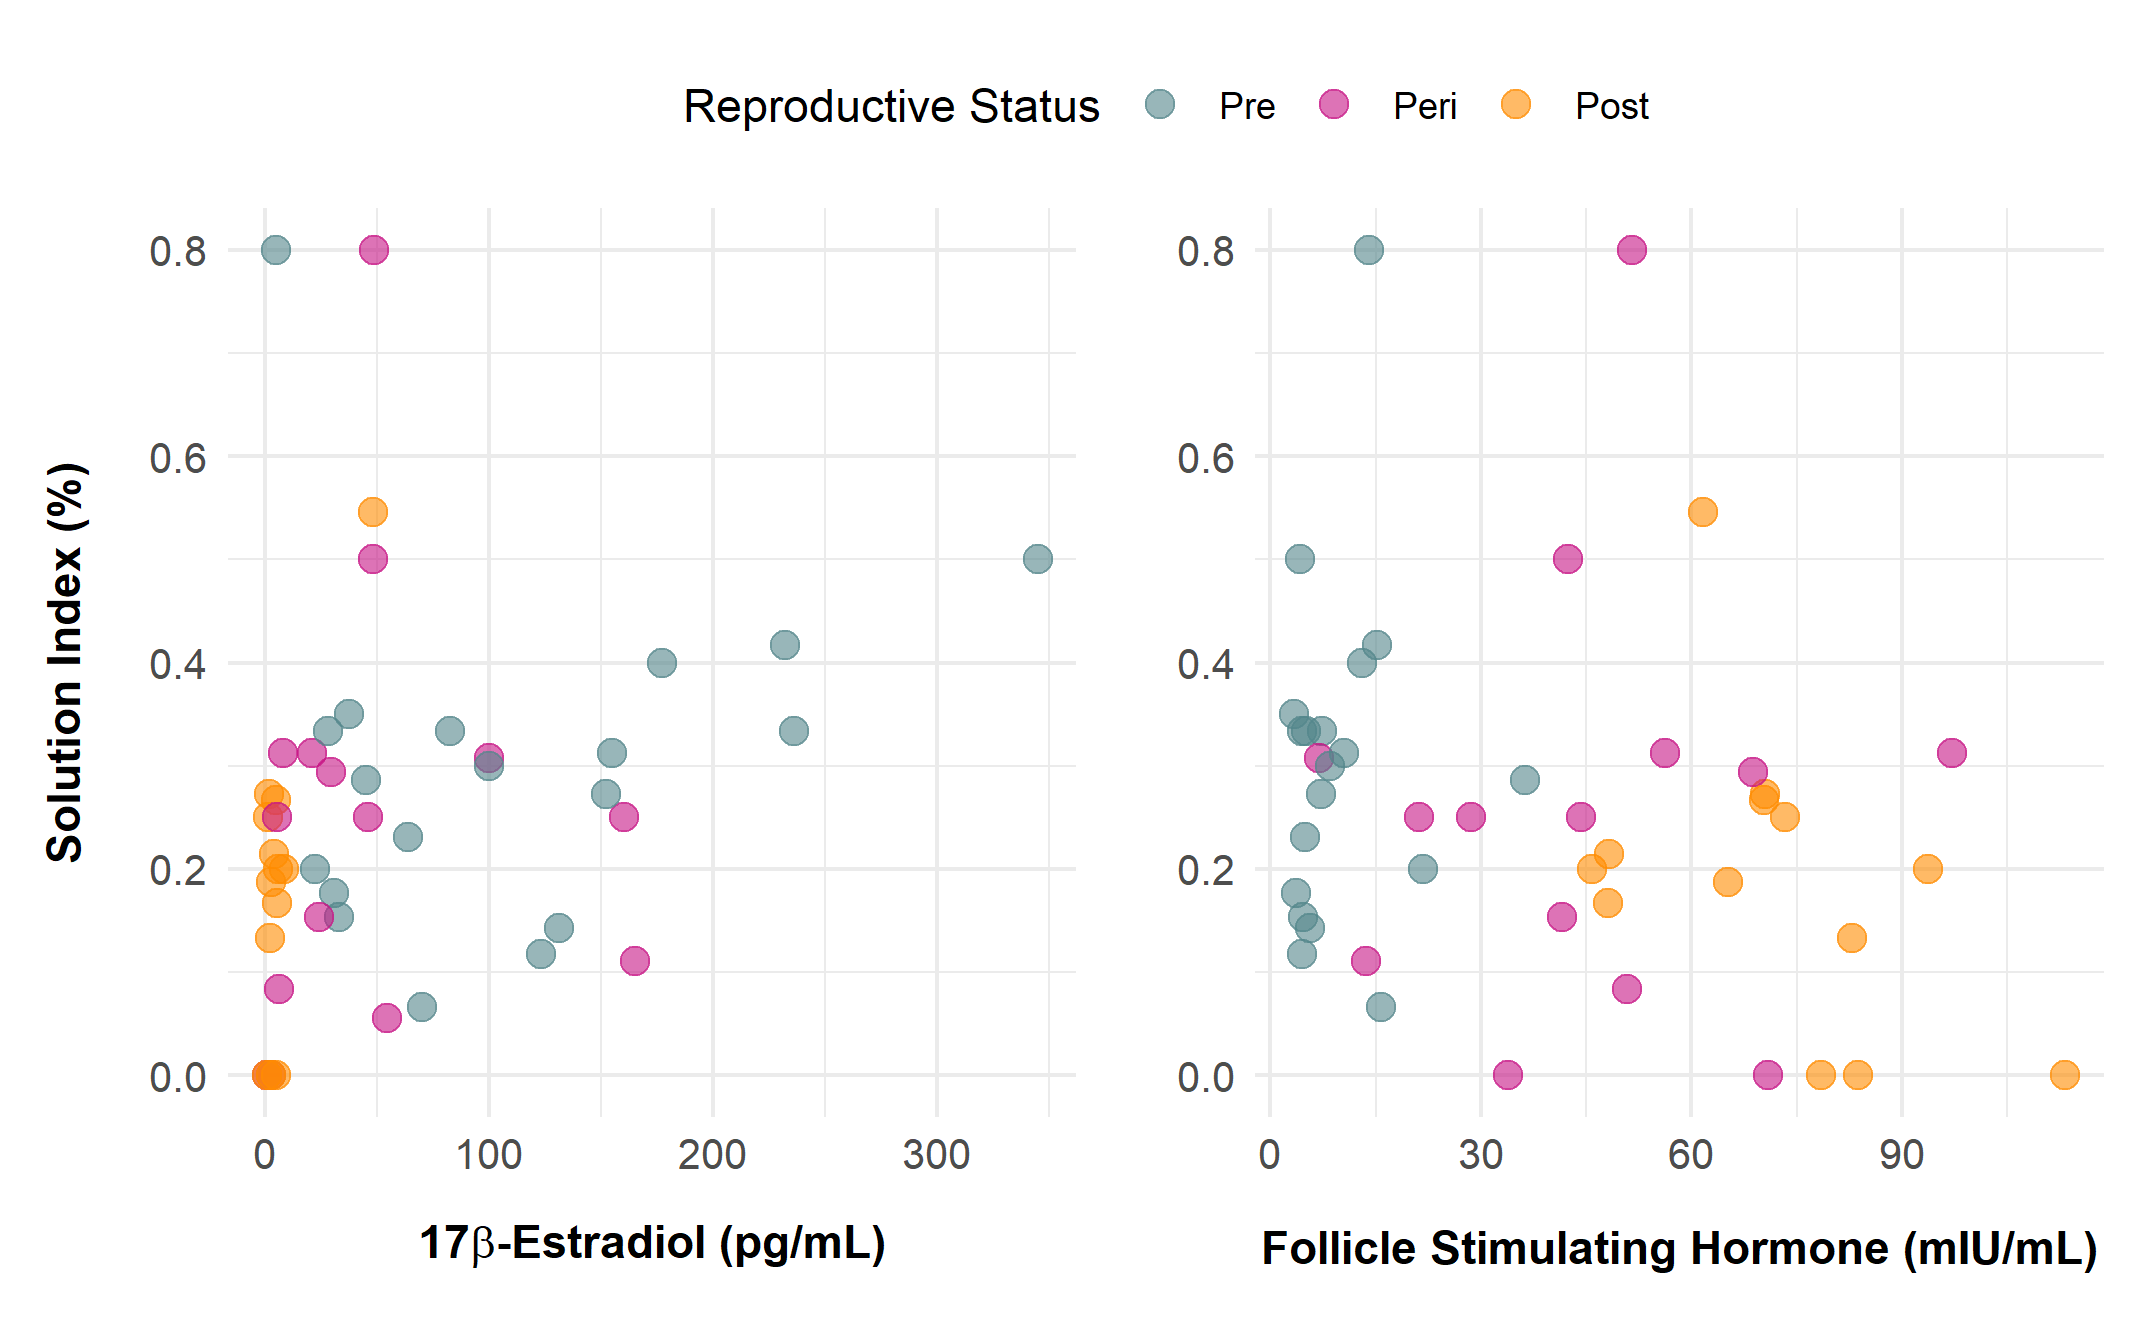 Reproductive Status Pre Peri Post
Solution Index (%)
0.8
0.6
0.4
0.2
0.0
0 100 200 300
17β-Estradiol (pg/mL)
0.8
0.6
0.4
0.2
0.0
0 30 60 90
Follicle Stimulating Hormone (mIU/mL)